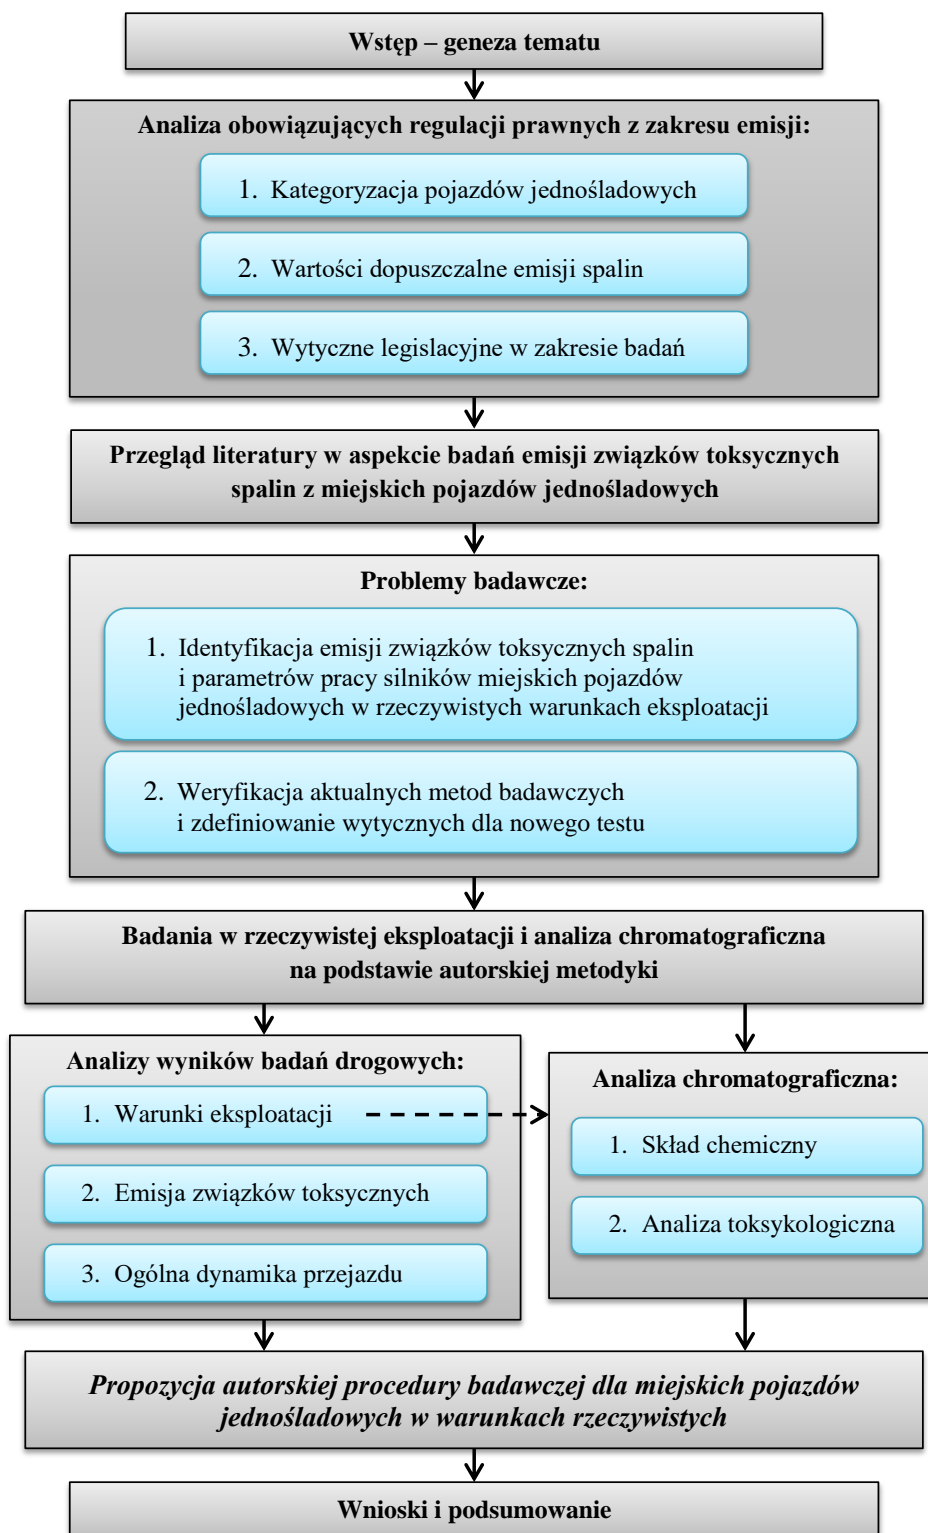 Wstęp – geneza tematu
Analiza obowiązujących regulacji prawnych z zakresu emisji:
1. Kategoryzacja pojazdów jednośladowych
2. Wartości dopuszczalne emisji spalin
3. Wytyczne legislacyjne w zakresie badań
Przegląd literatury w aspekcie badań emisji związków toksycznych
spalin z miejskich pojazdów jednośladowych
Problemy badawcze:
1. Identyfikacja emisji związków toksycznych spalin
i parametrów pracy silników miejskich pojazdów
jednośladowych w rzeczywistych warunkach eksploatacji
2. Weryfikacja aktualnych metod badawczych
i zdefiniowanie wytycznych dla nowego testu
Badania w rzeczywistej eksploatacji i analiza chromatograficzna
na podstawie autorskiej metodyki
Analizy wyników badań drogowych:
1. Warunki eksploatacji
2. Emisja związków toksycznych
3. Ogólna dynamika przejazdu
Analiza chromatograficzna:
1. Skład chemiczny
2. Analiza toksykologiczna
Propozycja autorskiej procedury badawczej dla miejskich pojazdów
jednośladowych w warunkach rzeczywistych
Wnioski i podsumowanie